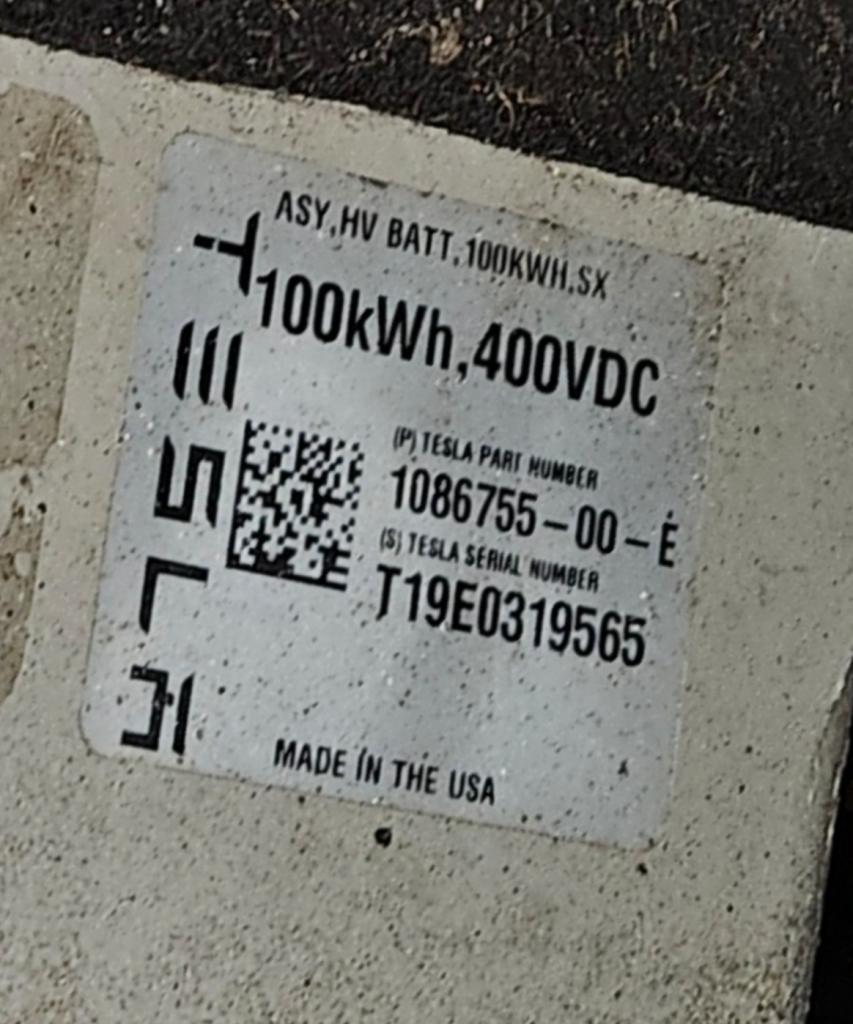 ASY,HV BATT,100KWH,SX
100kWh,400VDC
(P) TESLA PART NUMBER
1086755-00-E
(S) TESLA SERIAL NUMBER
T19E0319565
MADE IN THE USA
TESLA